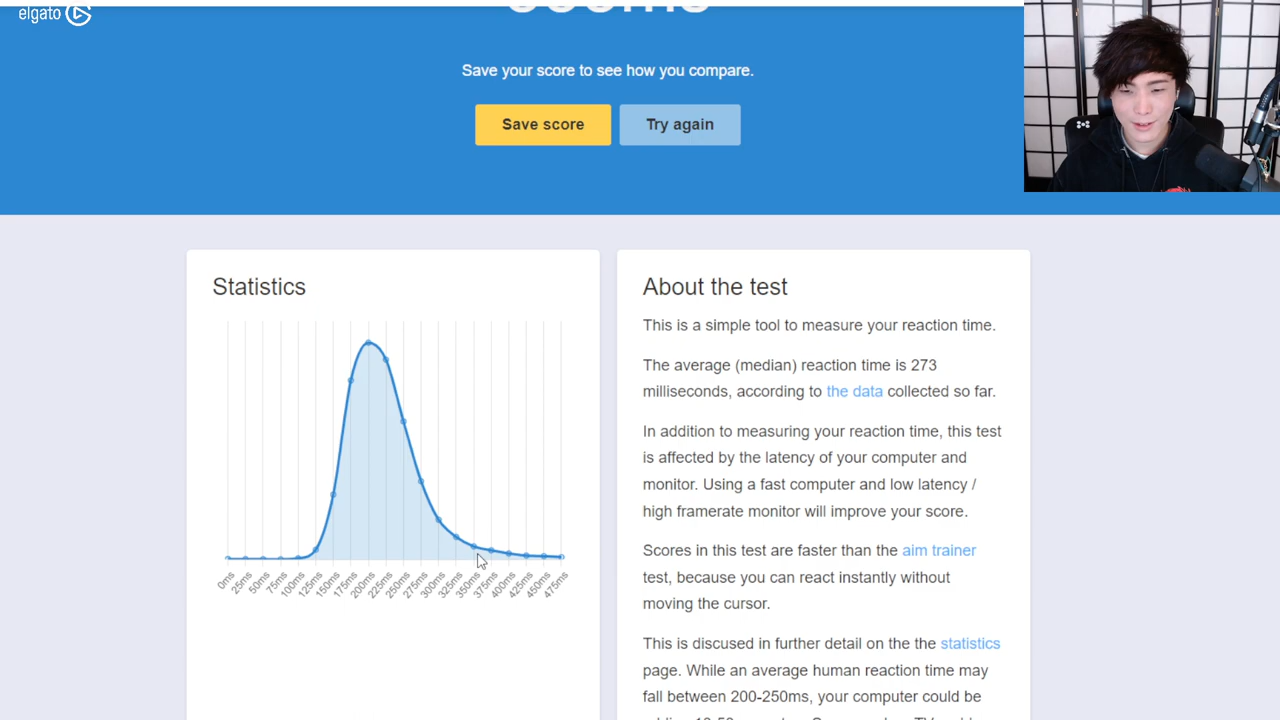 elgato
Save your score to see how you compare.
Save score
Try again
Statistics
0ms
25ms
50ms
75ms
100ms
125ms
150ms
175ms
200ms
225ms
250ms
275ms
300ms
325ms
350ms
375ms
400ms
425ms
450ms
475ms
About the test
This is a simple tool to measure your reaction time.
The average (median) reaction time is 273
milliseconds, according to the data collected so far.
In addition to measuring your reaction time, this test
is affected by the latency of your computer and
monitor. Using a fast computer and low latency /
high framerate monitor will improve your score.
Scores in this test are faster than the aim trainer
test, because you can react instantly without
moving the cursor.
This is discused in further detail on the the statistics
page. While an average human reaction time may
fall between 200-250ms, your computer could be